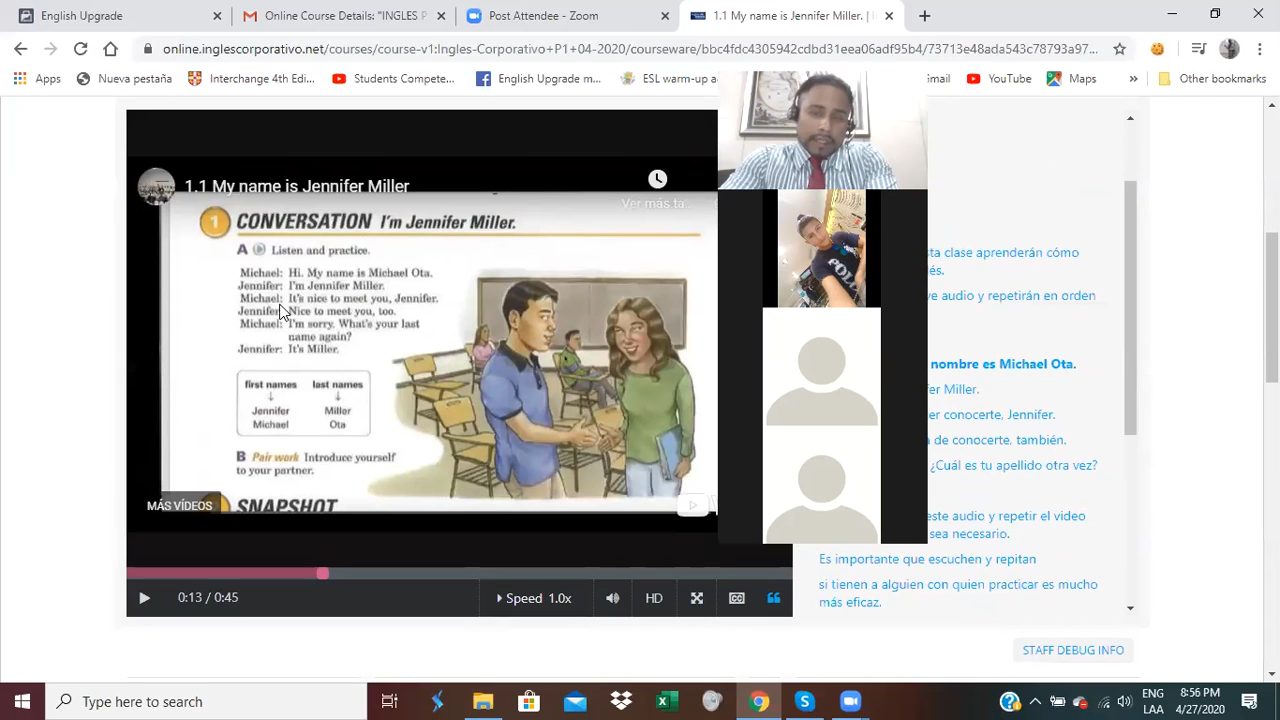 English Upgrade
Online Course Details: "INGLES P
Post Attendee - Zoom
1.1 My name is Jennifer Miller. |
online.inglescorporativo.net/courses/course-v1:Ingles-Corporativo+P1+04-2020/courseware/bbc4fdc4305942cdbd31eea06adf95b4/73713e48ada543c78793a97...
Apps
Nueva pestaña
Interchange 4th Edi...
Students Compete...
English Upgrade m...
ESL warm-up a
mail
YouTube
Maps
»
Other bookmarks
1.1 My name is Jennifer Miller
Ver más ta...
1 CONVERSATION I'm Jennifer Miller.
A Listen and practice.
Michael: Hi. My name is Michael Ota.
Jennifer: I'm Jennifer Miller.
Michael: It's nice to meet you, Jennifer.
Jennifer: Nice to meet you, too.
Michael: I'm sorry. What's your last
name again?
Jennifer: It's Miller.
first names last names
Jennifer Miller
Michael Ota
B Pair work Introduce yourself
to your partner.
SNAPSHOT
MÁS VÍDEOS
POLI
sta clase aprenderán cómo
és.
ve audio y repetirán en orden
nombre es Michael Ota.
fer Miller.
er conocerte, Jennifer.
a de conocerte, también.
¿Cuál es tu apellido otra vez?
este audio y repetir el video
sea necesario.
Es importante que escuchen y repitan
si tienen a alguien con quien practicar es mucho
más eficaz.
0:13 / 0:45
Speed 1.0x
HD
CC
STAFF DEBUG INFO
Type here to search
ENG
LAA
8:56 PM
4/27/2020